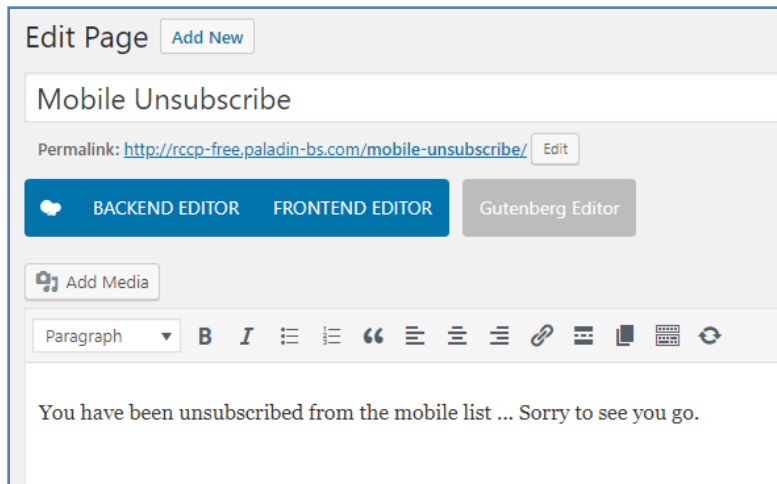 Edit Page Add New
Mobile Unsubscribe
Permalink: http://rccp-free.paladin-bs.com/mobile-unsubscribe/ Edit
BACKEND EDITOR FRONTEND EDITOR Gutenberg Editor
Add Media
Paragraph B I
You have been unsubscribed from the mobile list ... Sorry to see you go.